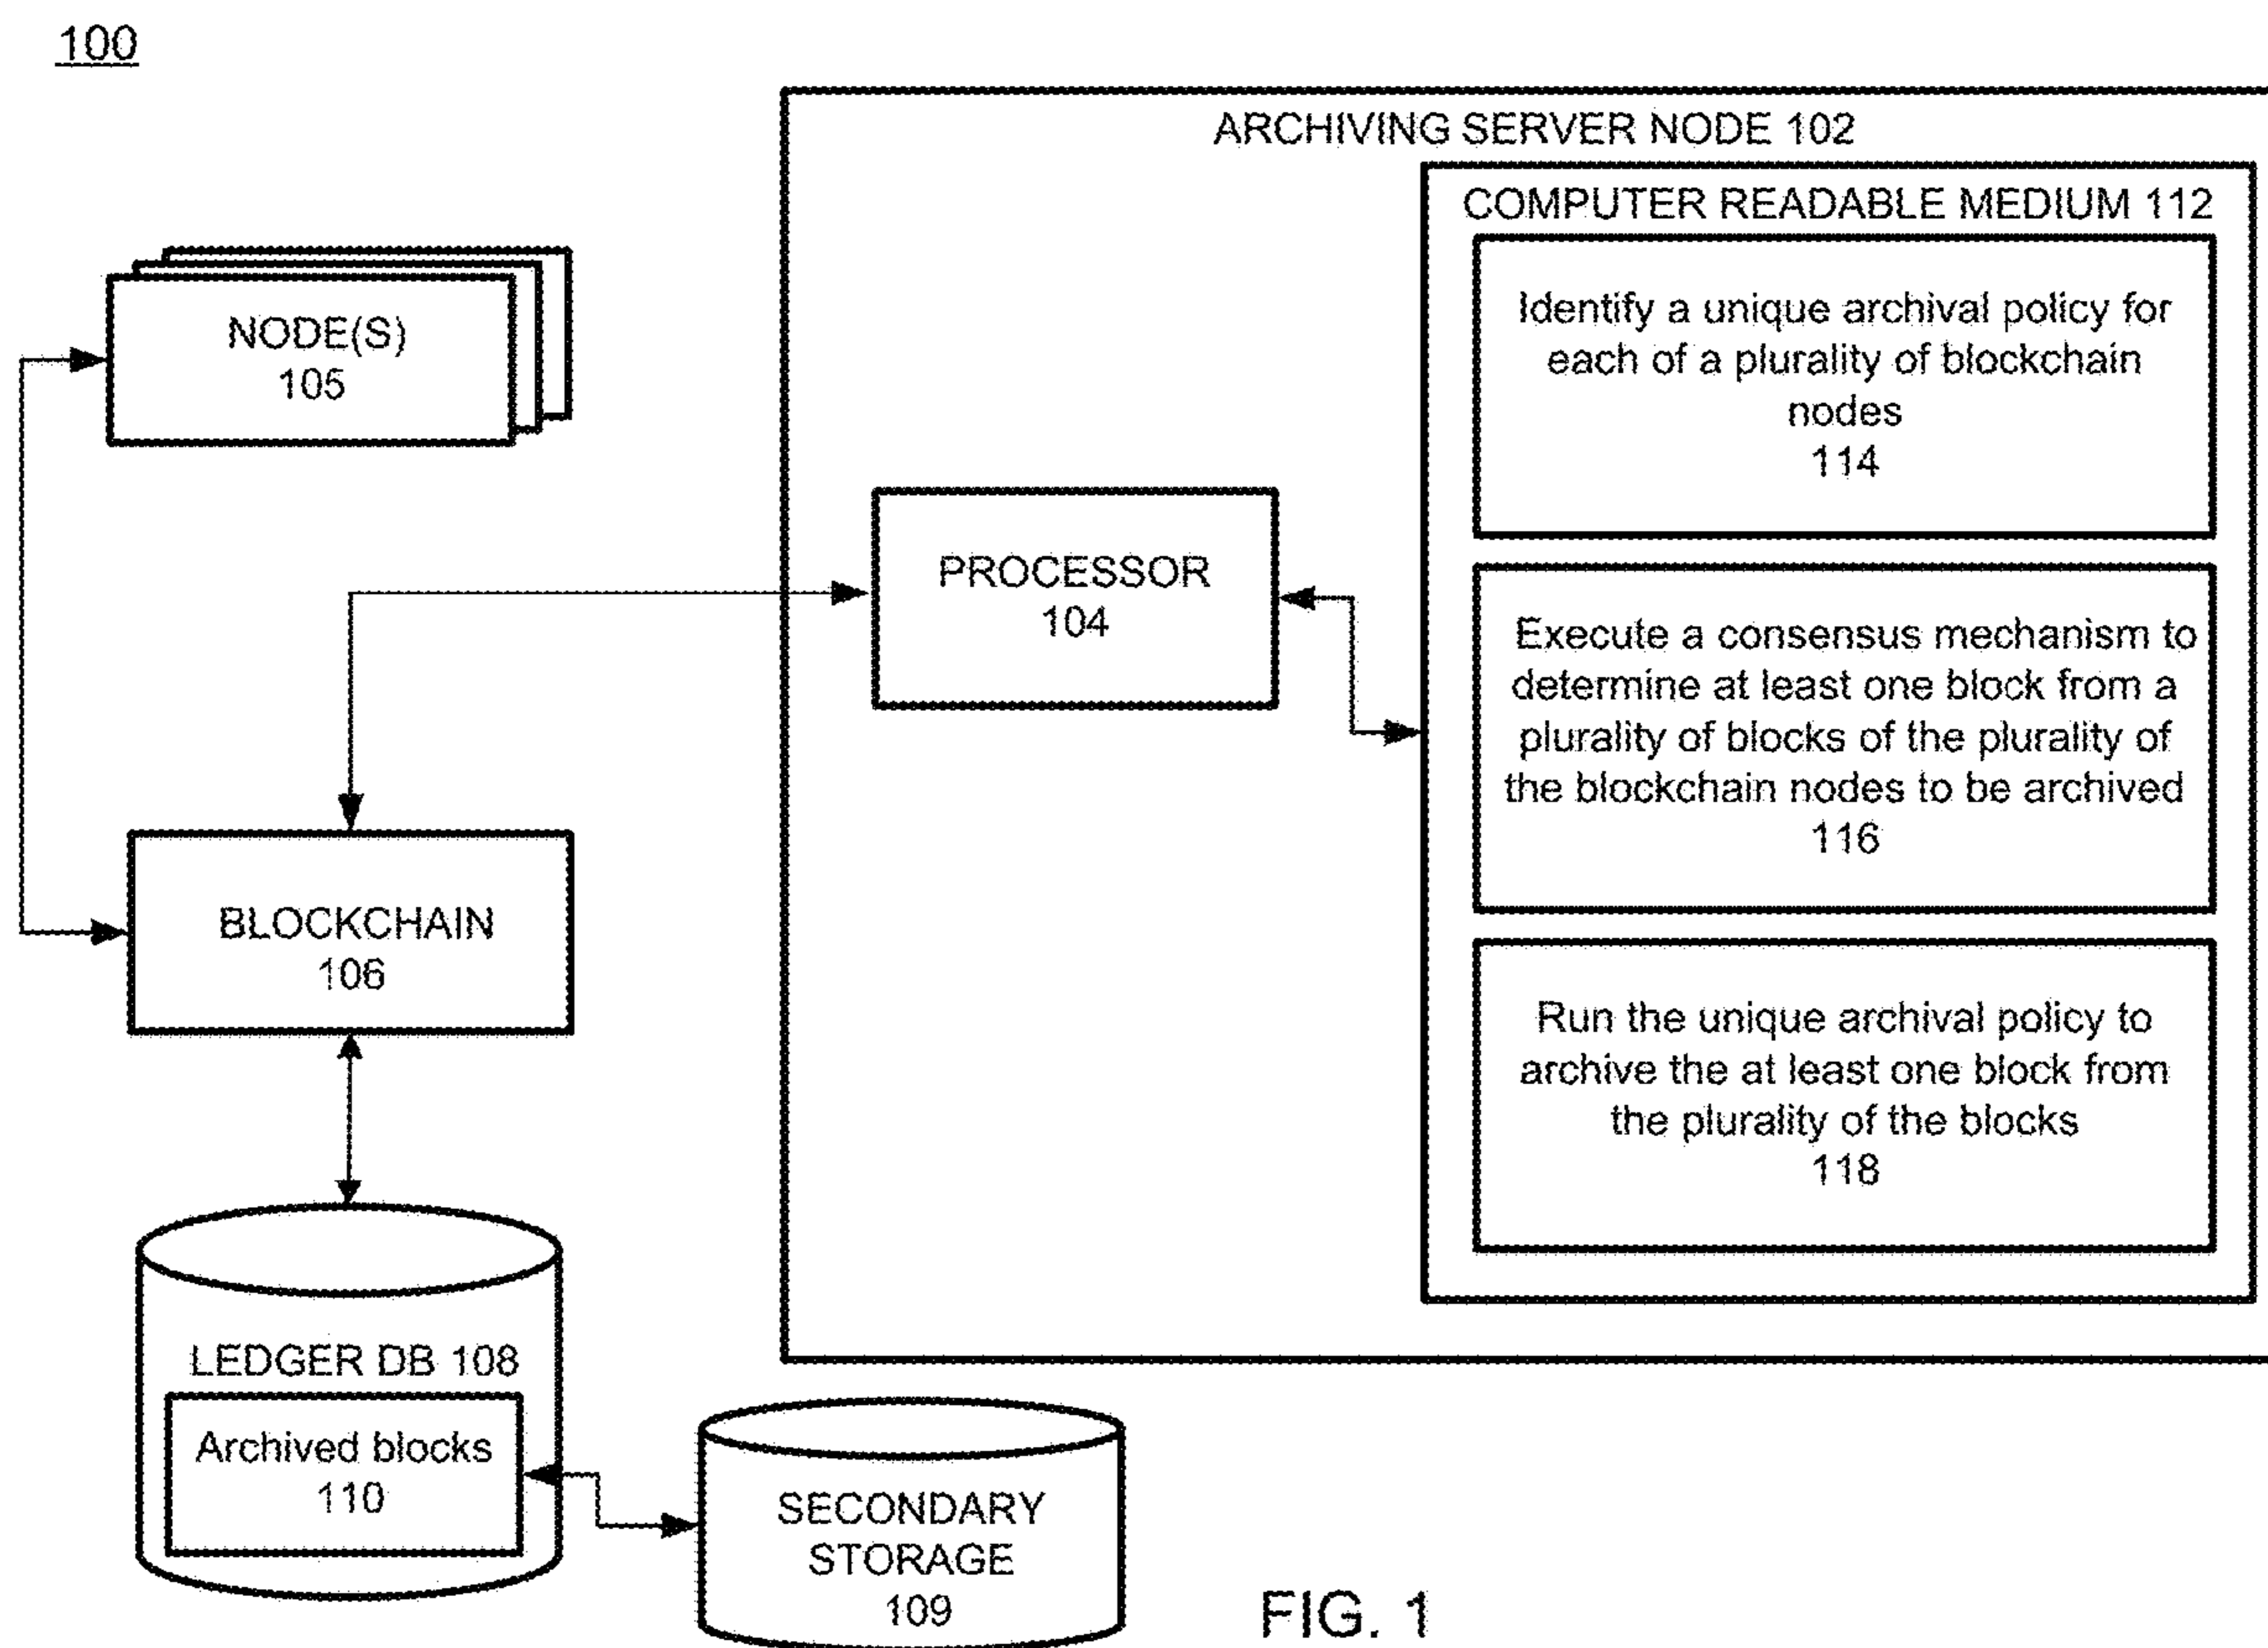 100
ARCHIVING SERVER NODE 102
COMPUTER READABLE MEDIUM 112
Identify a unique archival policy for
each of a plurality of blockchain
nodes
114
NODE(S)
105
PROCESSOR
104
Execute a consensus mechanism to
determine at least one block from a
plurality of blocks of the plurality of
the blockchain nodes to be archived
116
BLOCKCHAIN
106
Run the unique archival policy to
archive the at least one block from
the plurality of the blocks
118
LEDGER DB 108
Archived blocks
110
SECONDARY
STORAGE
109
FIG. 1